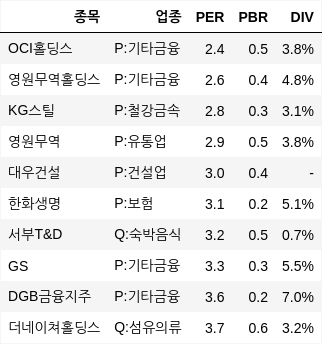 종목 업종 PER PBR DIV
OCI홀딩스 P:기타금융 2.4 0.5 3.8%
영원무역홀딩스 P:기타금융 2.6 0.4 4.8%
KG스틸 P:철강금속 2.8 0.3 3.1%
영원무역 P:유통업 2.9 0.5 3.8%
대우건설 P:건설업 3.0 0.4 -
한화생명 P:보험 3.1 0.2 5.1%
서부T&D Q:숙박음식 3.2 0.5 0.7%
GS P:기타금융 3.3 0.3 5.5%
DGB금융지주 P:기타금융 3.6 0.2 7.0%
더네이쳐홀딩스 Q:섬유의류 3.7 0.6 3.2%